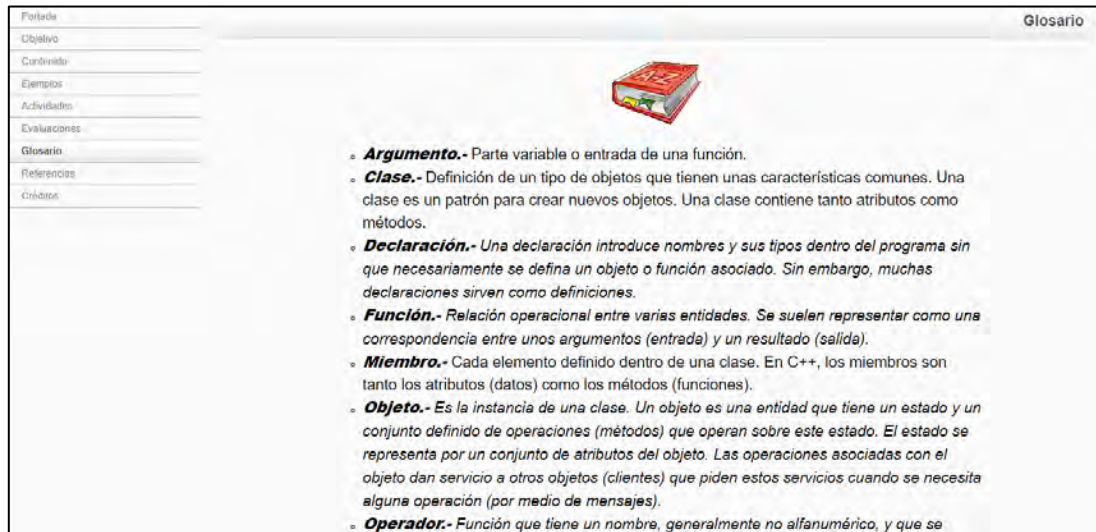 Portada
Objetivo
Contenido
Ejemplos
Actividades
Evaluaciones
Glosario
Referencias
Créditos
Glosario
A-Z
Argumento.- Parte variable o entrada de una función.
Clase.- Definición de un tipo de objetos que tienen unas características comunes. Una
clase es un patrón para crear nuevos objetos. Una clase contiene tanto atributos como
métodos.
Declaración.- Una declaración introduce nombres y sus tipos dentro del programa sin
que necesariamente se defina un objeto o función asociado. Sin embargo, muchas
declaraciones sirven como definiciones.
Función.- Relación operacional entre varias entidades. Se suelen representar como una
correspondencia entre unos argumentos (entrada) y un resultado (salida).
Miembro.- Cada elemento definido dentro de una clase. En C++, los miembros son
tanto los atributos (datos) como los métodos (funciones).
Objeto.- Es la instancia de una clase. Un objeto es una entidad que tiene un estado y un
conjunto definido de operaciones (métodos) que operan sobre este estado. El estado se
representa por un conjunto de atributos del objeto. Las operaciones asociadas con el
objeto dan servicio a otros objetos (clientes) que piden estos servicios cuando se necesita
alguna operación (por medio de mensajes).
Operador.- Función que tiene un nombre, generalmente no alfanumérico, y que se